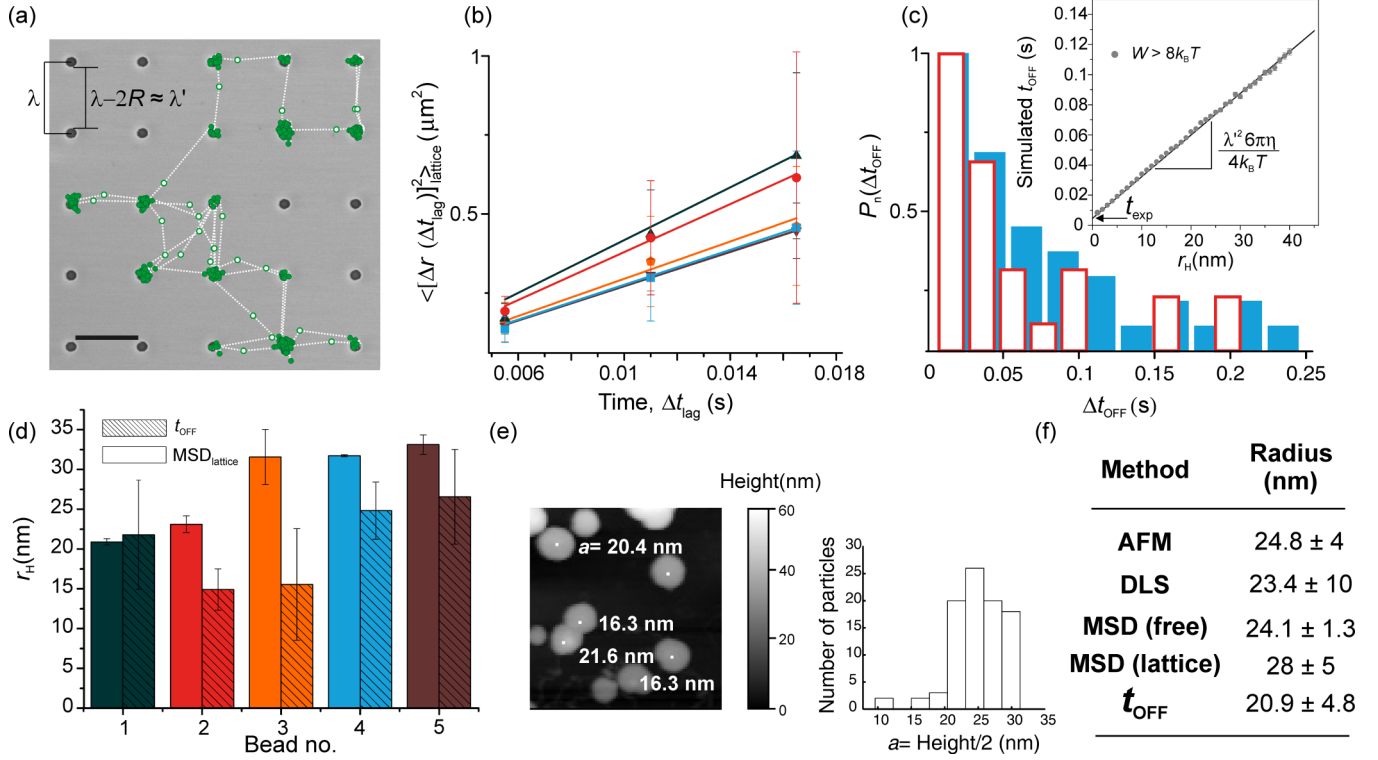 (a)
λ
λ−2R ≈ λ'
(b)
<[Δr (Δt_lag)]²>_lattice (μm²)
1
0.5
0.006
0.010
0.014
0.018
Time, Δt_lag (s)
(c)
P_n(Δt_OFF)
1
0.5
0
0.05
0.1
0.15
0.2
0.25
Δt_OFF (s)
Simulated t_OFF (s)
0.14
0.12
0.1
0.08
0.06
0.04
0.02
0
W > 8k_BT
λ'² 6πη
4k_BT
t_exp
0
10
20
30
40
50
r_H(nm)
(d)
r_H(nm)
35
30
25
20
15
10
5
0
t_OFF
MSD_lattice
1
2
3
4
5
Bead no.
(e)
Height(nm)
60
40
20
0
a= 20.4 nm
16.3 nm
21.6 nm
16.3nm
Number of particles
30
25
20
15
10
5
0
10
15
20
25
30
35
a= Height/2 (nm)
(f)
Method Radius
(nm)
AFM 24.8 ± 4
DLS 23.4 ± 10
MSD (free) 24.1 ± 1.3
MSD (lattice) 28 ± 5
t_OFF 20.9 ± 4.8